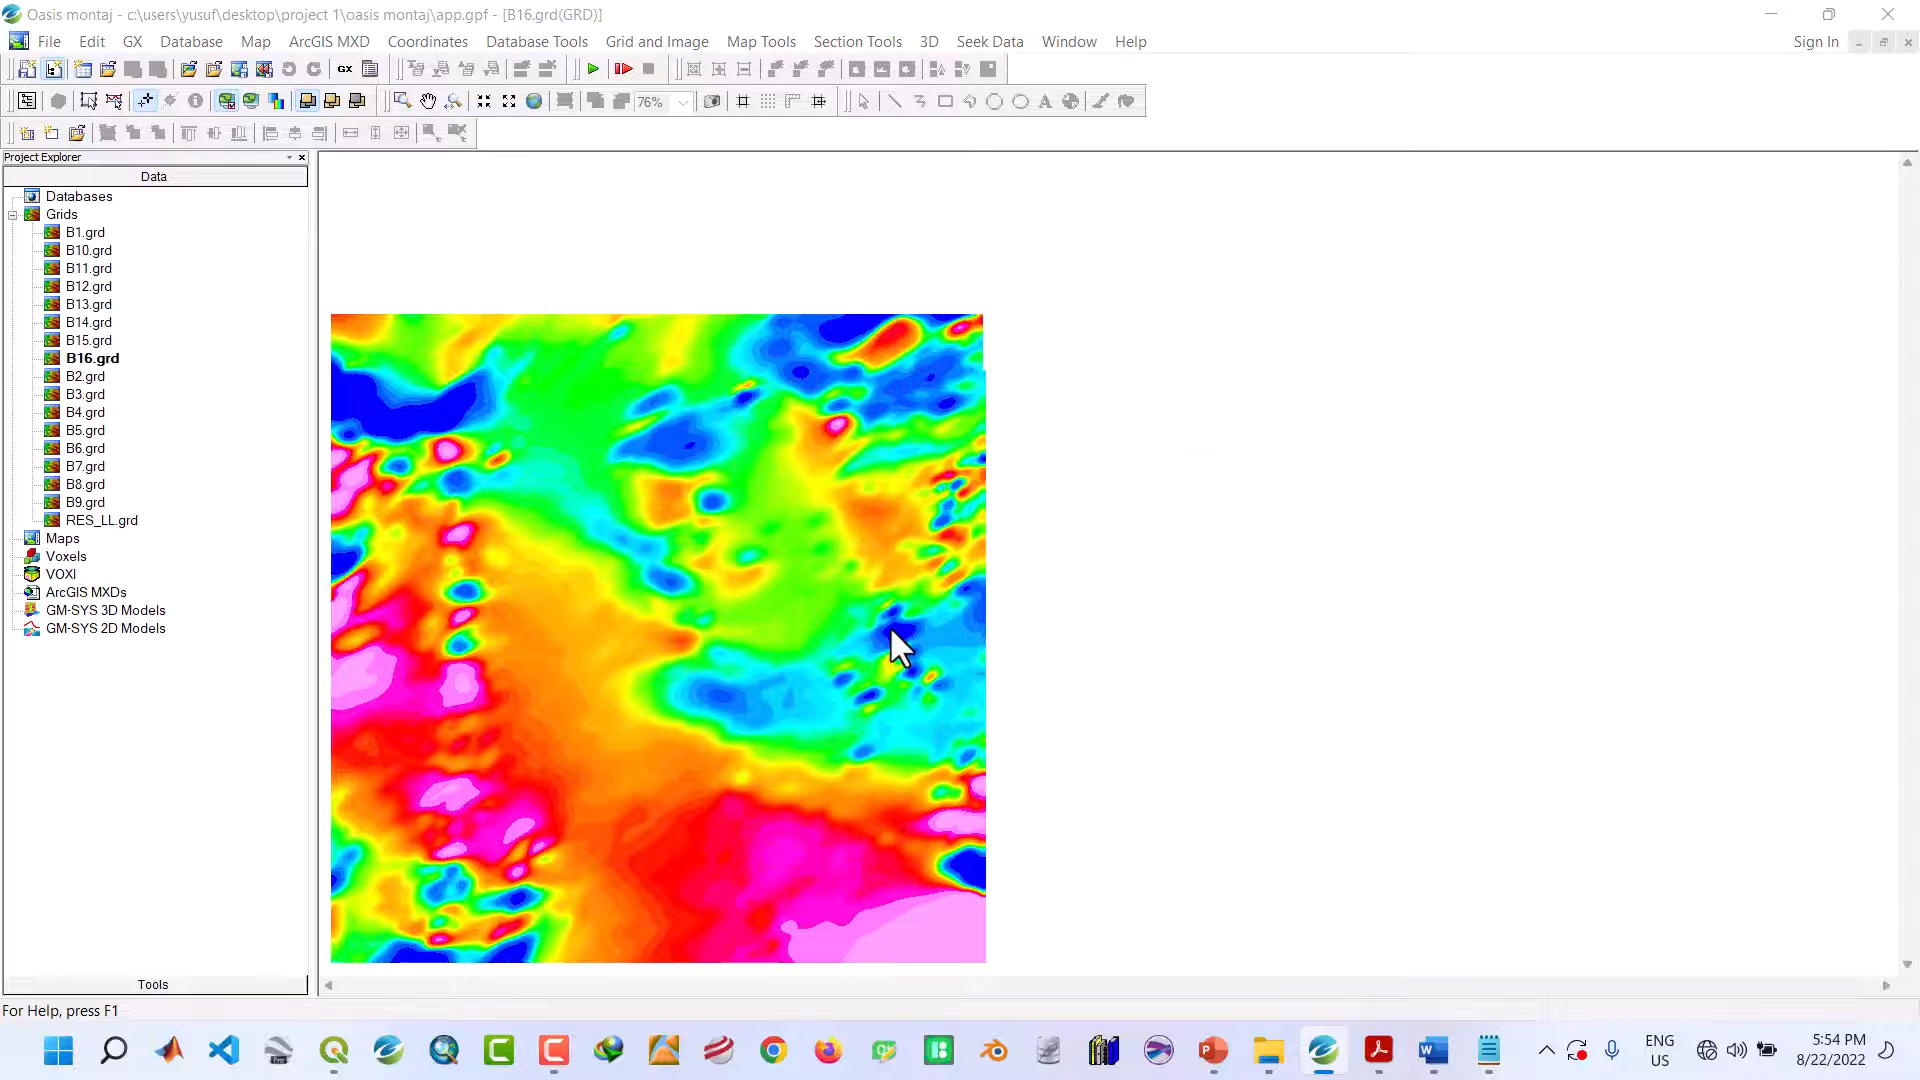 Oasis montaj - c:\users\yusuf\desktop\project 1\oasis montaj\app.gpf - [B16.grd(GRD)]
File Edit GX Database Map ArcGIS MXD Coordinates Database Tools Grid and Image Map Tools Section Tools 3D Seek Data Window Help Sign In
GX
76%
A
Project Explorer
Data
Databases
Grids
B1.grd
B10.grd
B11.grd
B12.grd
B13.grd
B14.grd
B15.grd
B16.grd
B2.grd
B3.grd
B4.grd
B5.grd
B6.grd
B7.grd
B8.grd
B9.grd
RES_LL.grd
Maps
Voxels
VOXI
ArcGIS MXDs
GM-SYS 3D Models
GM-SYS 2D Models
Tools
For Help, press F1
ENG
US
5:54 PM
8/22/2022